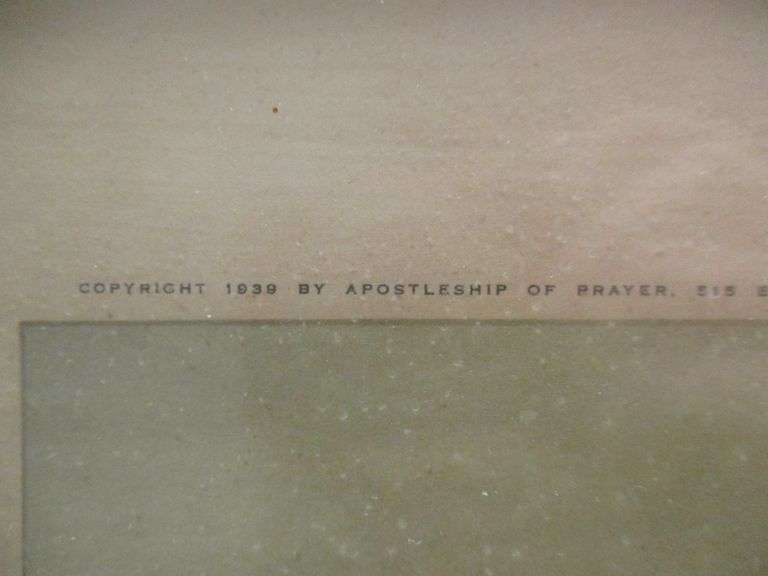 COPYRIGHT 1939 BY APOSTLESHIP OF PRAYER, 515 E